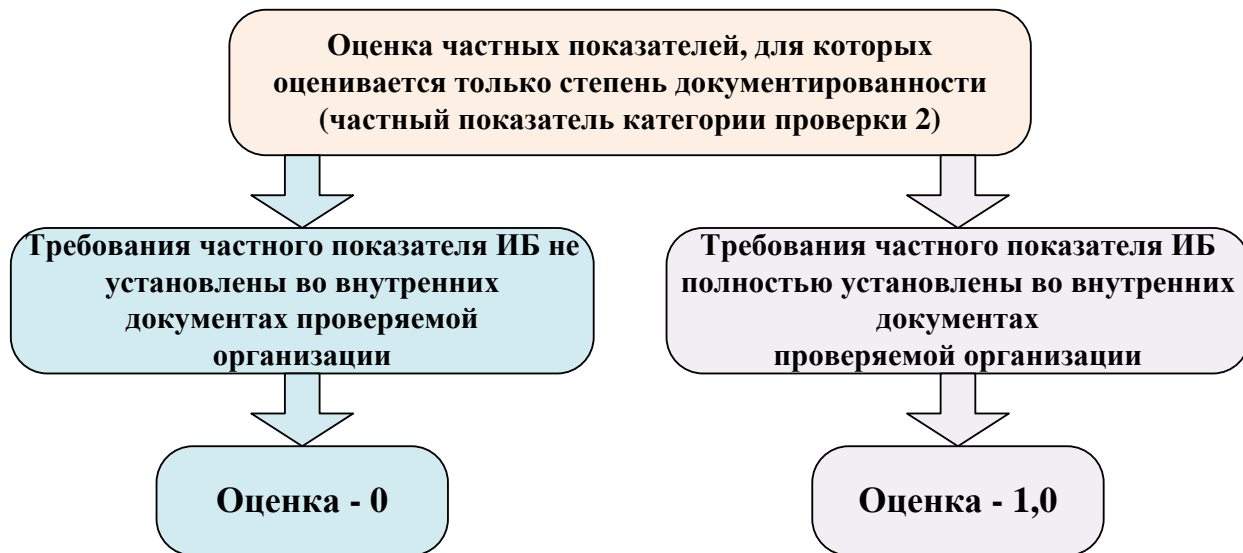 Оценка частных показателей, для которых
оценивается только степень документированности
(частный показатель категории проверки 2)
Требования частного показателя ИБ не
установлены во внутренних
документах проверяемой
организации
Требования частного показателя ИБ
полностью установлены во внутренних
документах
проверяемой организации
Оценка - 0
Оценка - 1,0